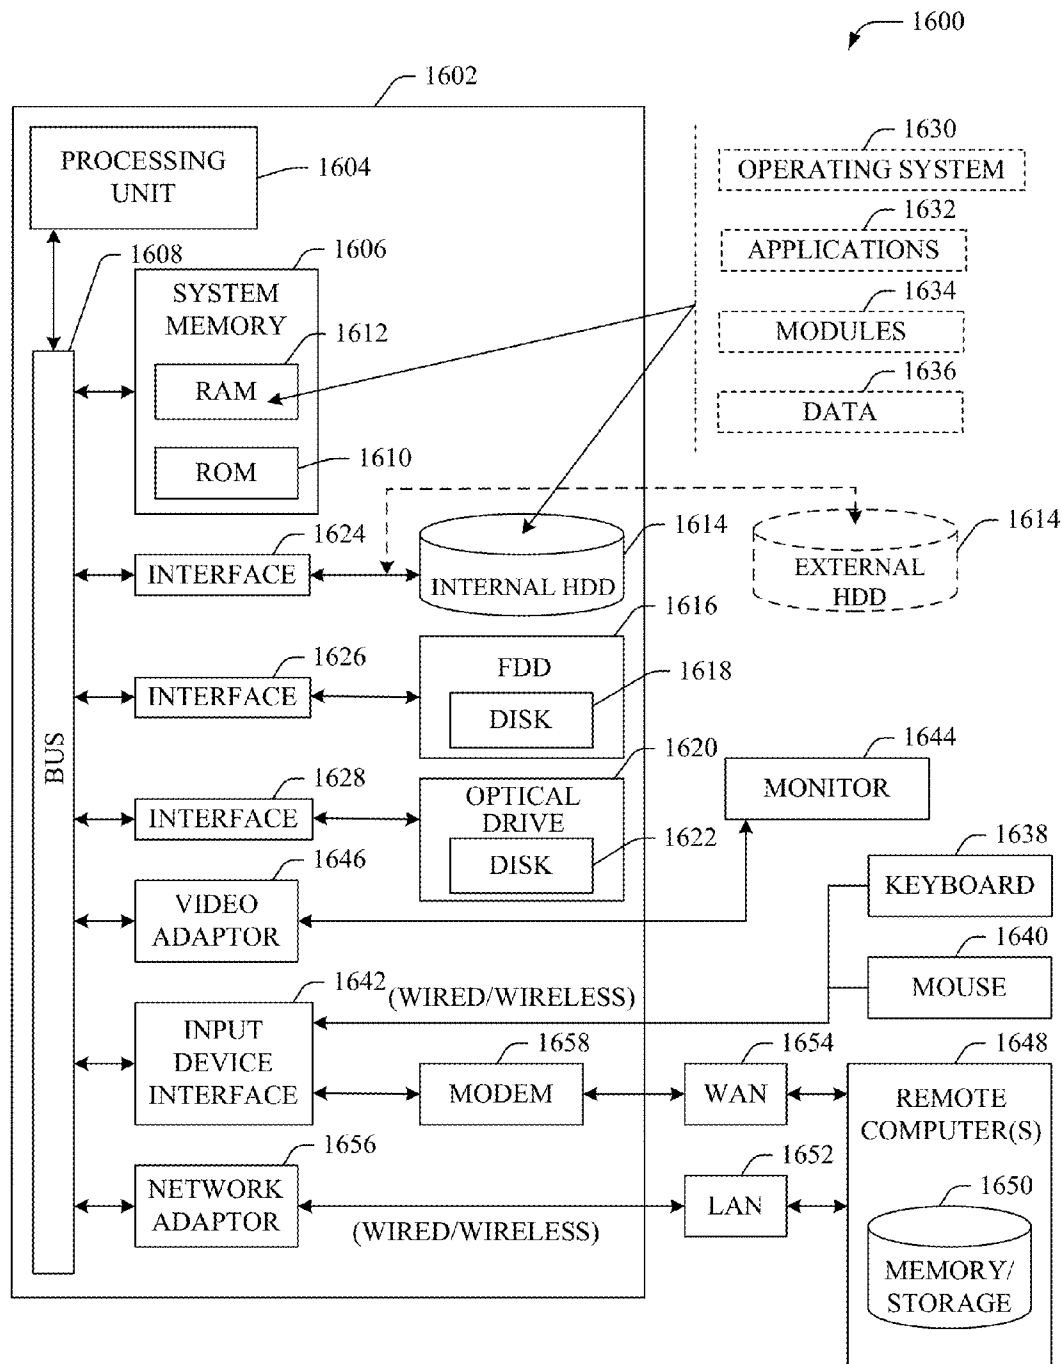 1600
1602
PROCESSING
UNIT
1604
1630
OPERATING SYSTEM
1632
APPLICATIONS
1634
MODULES
1636
DATA
1608
1606
SYSTEM
MEMORY
1612
RAM
1610
ROM
BUS
1624
INTERFACE
1614
INTERNAL HDD
1614
EXTERNAL
HDD
1626
INTERFACE
1616
FDD
1618
DISK
1628
INTERFACE
1620
OPTICAL
DRIVE
1622
DISK
1644
MONITOR
1646
VIDEO
ADAPTOR
1638
KEYBOARD
1640
MOUSE
1642
INPUT
DEVICE
INTERFACE
(WIRED/WIRELESS)
1658
MODEM
1654
WAN
1648
REMOTE
COMPUTER(S)
1656
NETWORK
ADAPTOR
(WIRED/WIRELESS)
1652
LAN
1650
MEMORY/
STORAGE